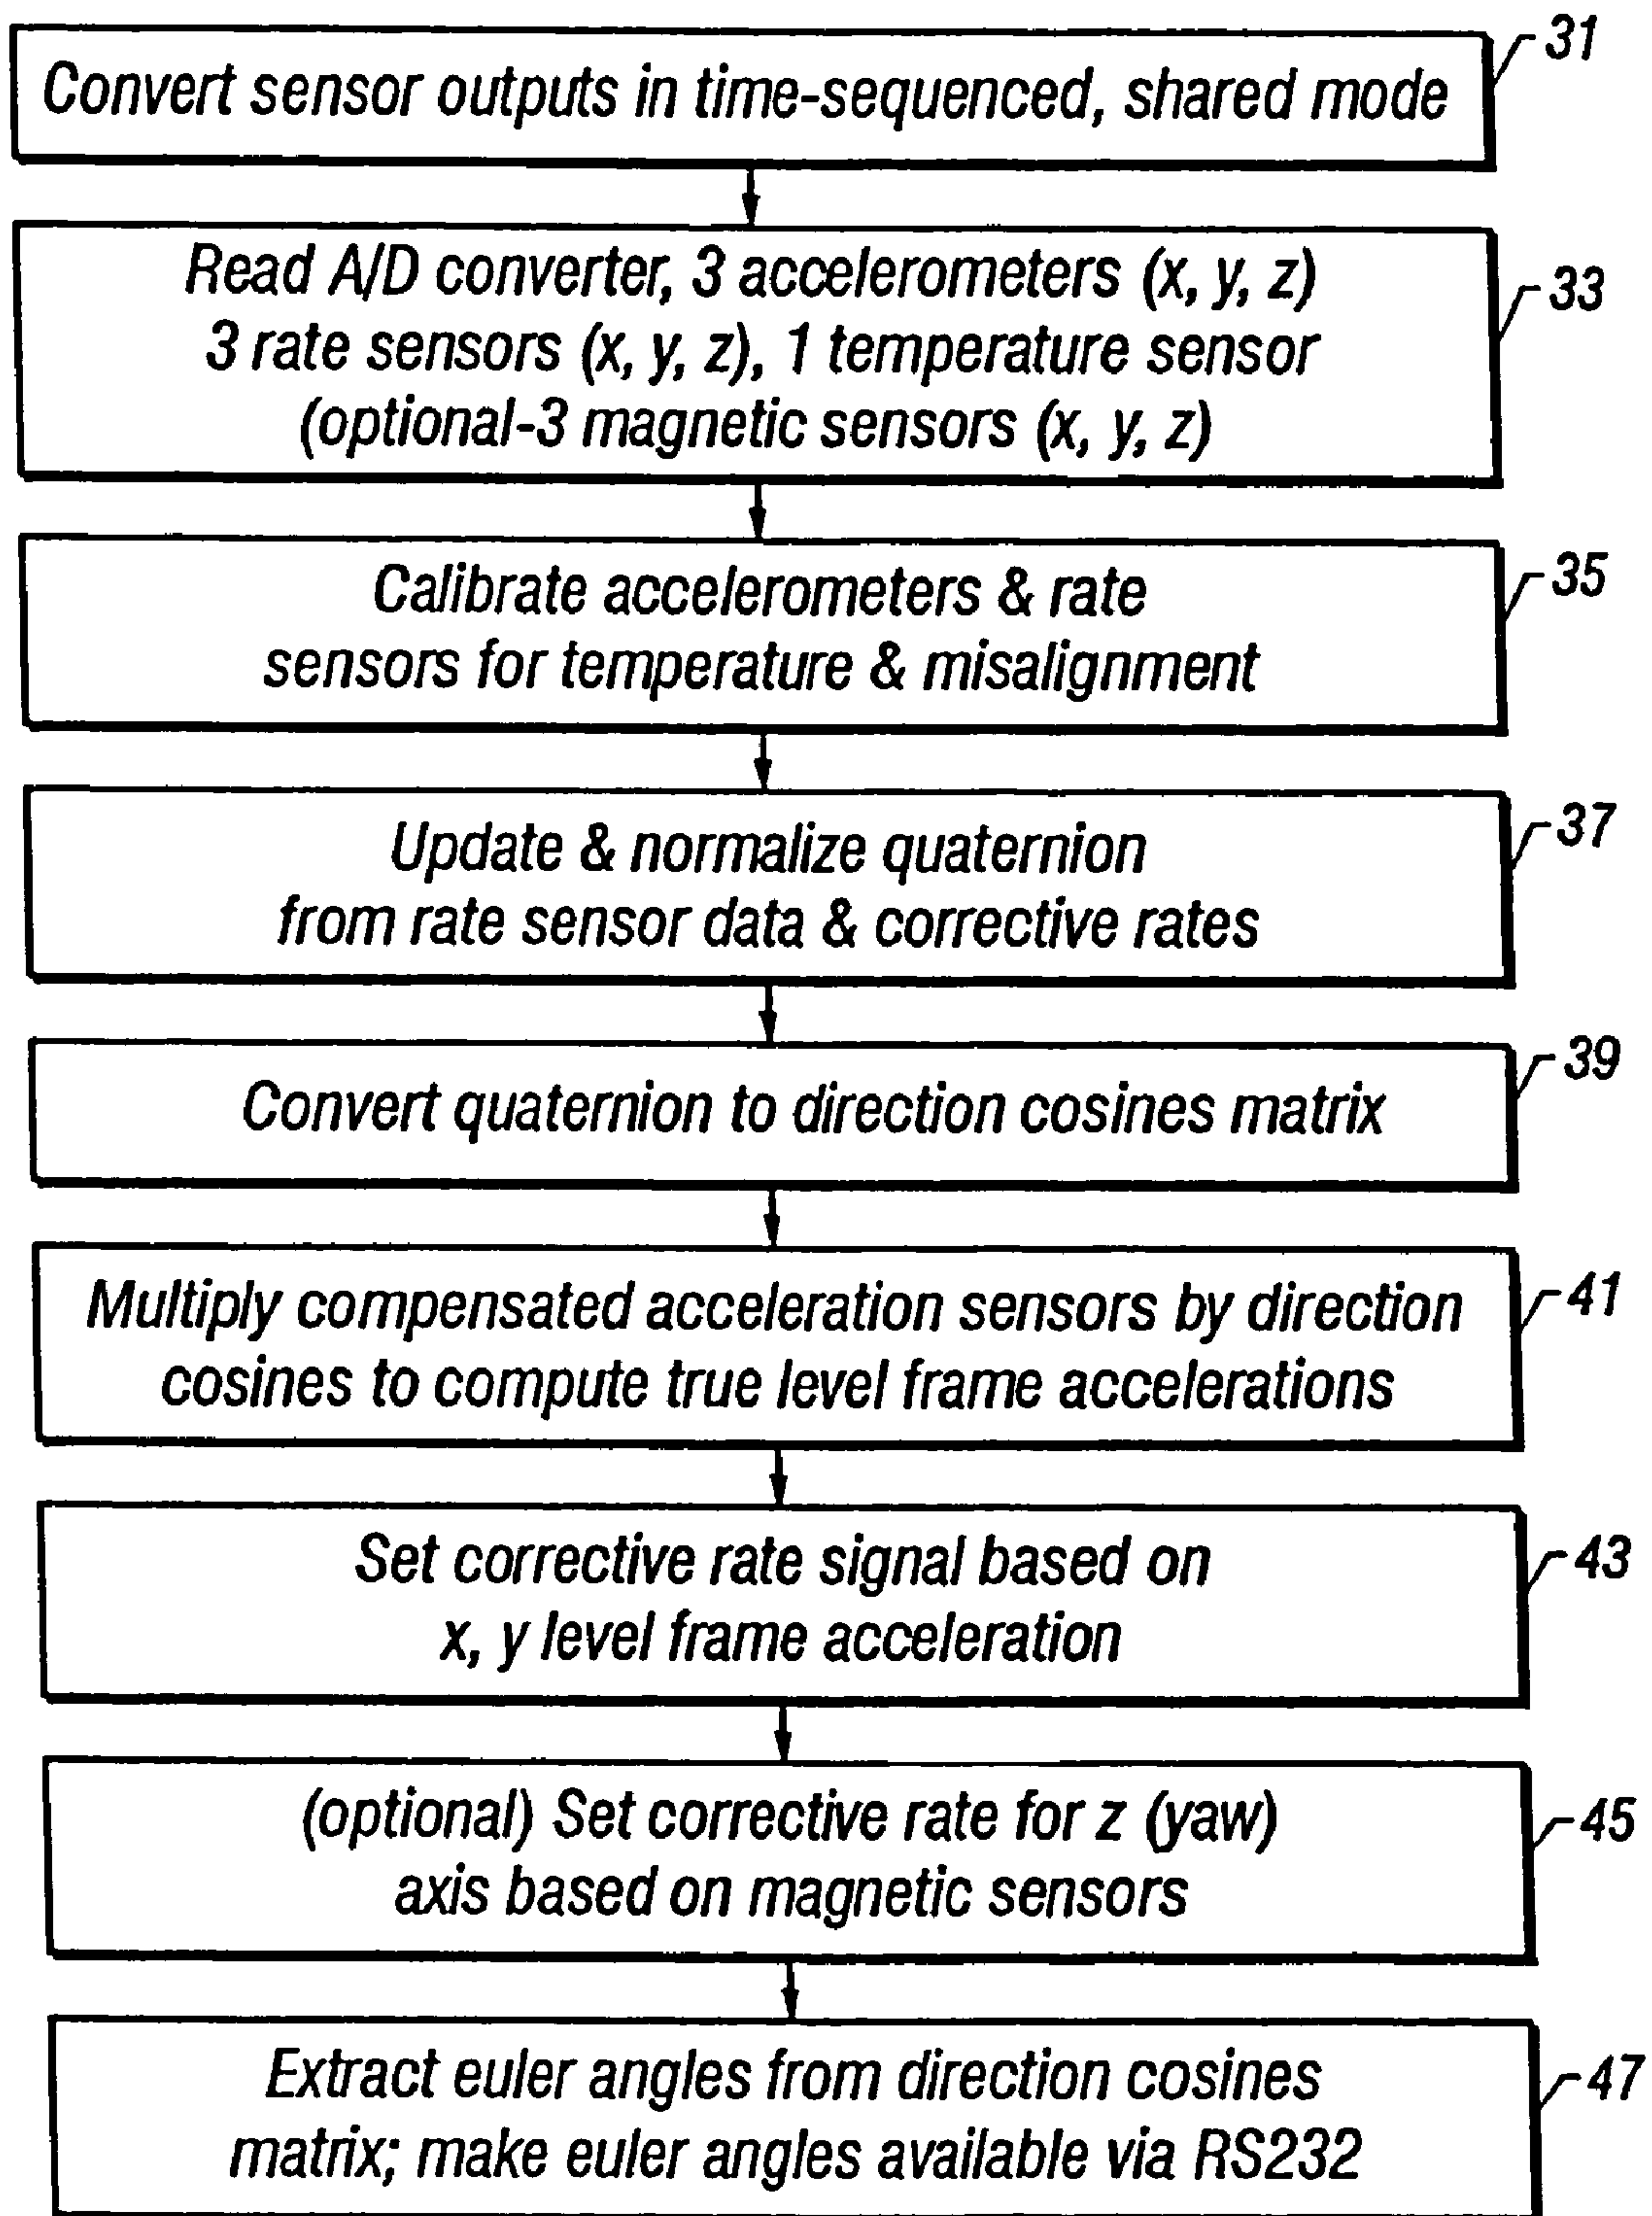 31
Convert sensor outputs in time-sequenced, shared mode
Read A/D converter, 3 accelerometers (x, y, z)
33
3 rate sensors (x, y, z), 1 temperature sensor
(optional-3 magnetic sensors (x, y, z)
35
Calibrate accelerometers & rate
sensors for temperature & misalignment
37
Update & normalize quaternion
from rate sensor data & corrective rates
39
Convert quaternion to direction cosines matrix
41
Multiply compensated acceleration sensors by direction
cosines to compute true level frame accelerations
43
Set corrective rate signal based on
x, y level frame acceleration
45
(optional) Set corrective rate for z (yaw)
axis based on magnetic sensors
47
Extract euler angles from direction cosines
matrix; make euler angles available via RS232